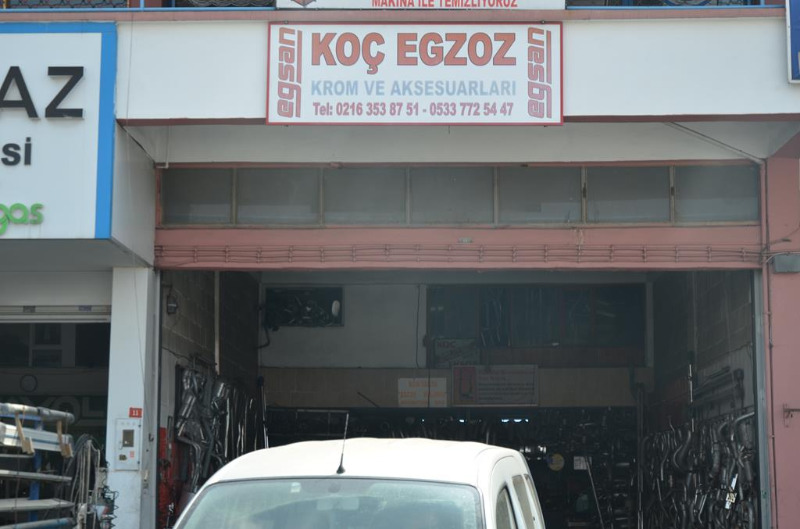 MAKİNA İLE TEMİZLİYORUZ
egsan
KOÇ EGZOZ
KROM VE AKSESUARLARI
Tel: 0216 353 87 51 - 0533 772 54 47
egsan
AZ
si
gas
11